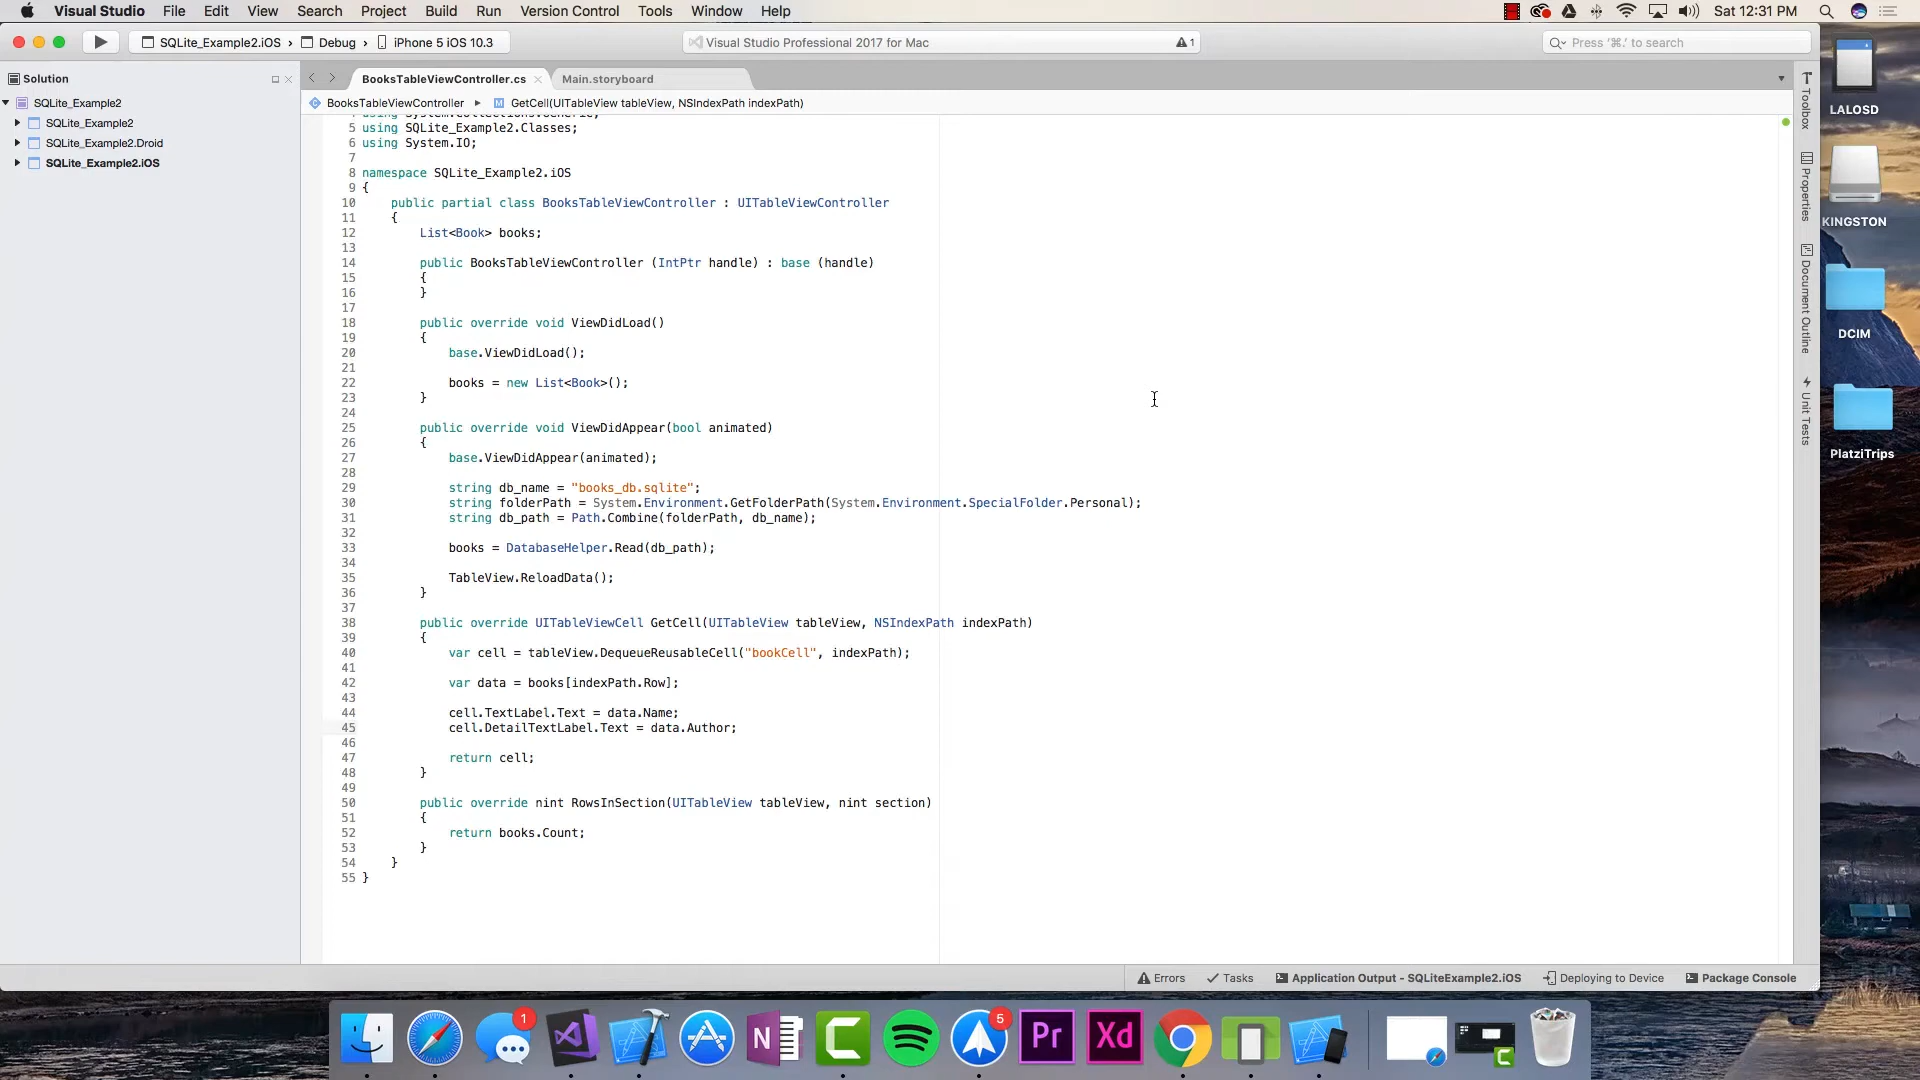 Visual Studio File Edit View Search Project Build Run Version Control Tools Window Help Sat 12:31 PM
SQLite_Example2.iOS › Debug › iPhone 5 iOS 10.3 Visual Studio Professional 2017 for Mac 1 Press '⌘.' to search
Solution
SQLite_Example2
SQLite_Example2
SQLite_Example2.Droid
SQLite_Example2.iOS
BooksTableViewController.cs Main.storyboard
BooksTableViewController ▸ M GetCell(UITableView tableView, NSIndexPath indexPath)
4 using System.Collections.Generic;
5 using SQLite_Example2.Classes;
6 using System.IO;
7
8 namespace SQLite_Example2.iOS
9 {
10 public partial class BooksTableViewController : UITableViewController
11 {
12 List<Book> books;
13
14 public BooksTableViewController (IntPtr handle) : base (handle)
15 {
16 }
17
18 public override void ViewDidLoad()
19 {
20 base.ViewDidLoad();
21
22 books = new List<Book>();
23 }
24
25 public override void ViewDidAppear(bool animated)
26 {
27 base.ViewDidAppear(animated);
28
29 string db_name = "books_db.sqlite";
30 string folderPath = System.Environment.GetFolderPath(System.Environment.SpecialFolder.Personal);
31 string db_path = Path.Combine(folderPath, db_name);
32
33 books = DatabaseHelper.Read(db_path);
34
35 TableView.ReloadData();
36 }
37
38 public override UITableViewCell GetCell(UITableView tableView, NSIndexPath indexPath)
39 {
40 var cell = tableView.DequeueReusableCell("bookCell", indexPath);
41
42 var data = books[indexPath.Row];
43
44 cell.TextLabel.Text = data.Name;
45 cell.DetailTextLabel.Text = data.Author;
46
47 return cell;
48 }
49
50 public override nint RowsInSection(UITableView tableView, nint section)
51 {
52 return books.Count;
53 }
54 }
55 }
Toolbox
Properties
Document Outline
Unit Tests
LALOSD
KINGSTON
DCIM
PlatziTrips
Errors Tasks Application Output - SQLiteExample2.iOS Deploying to Device Package Console
1 N 5 Pr Xd C